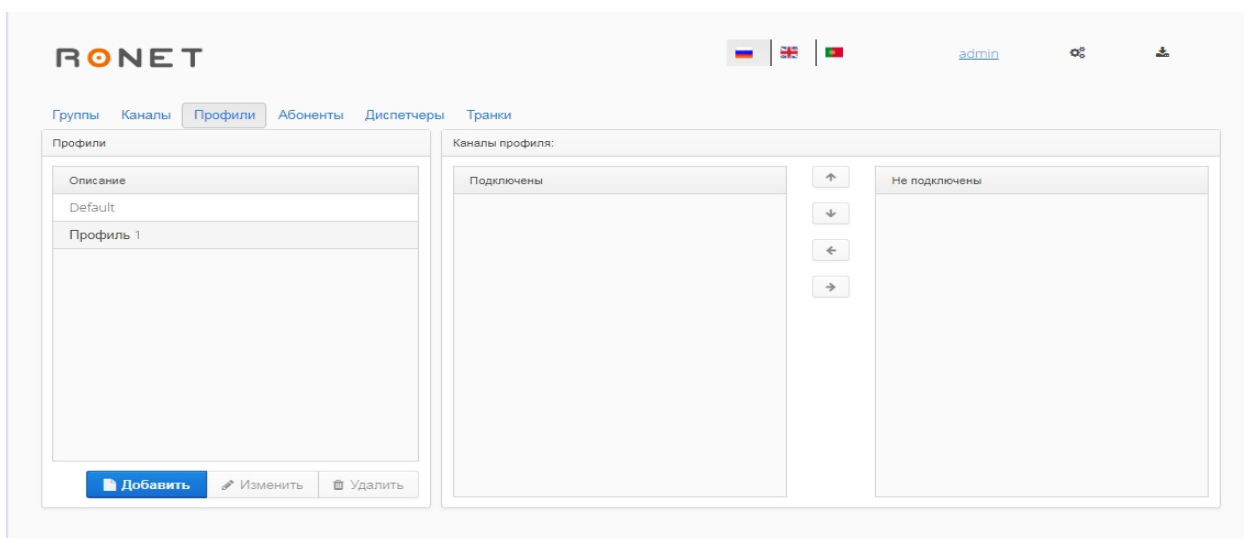 RONET
admin
Группы Каналы Профили Абоненты Диспетчеры Транки
Профили
Каналы профиля:
Описание
Подключены
Не подключены
Default
Профиль 1
Добавить Изменить Удалить